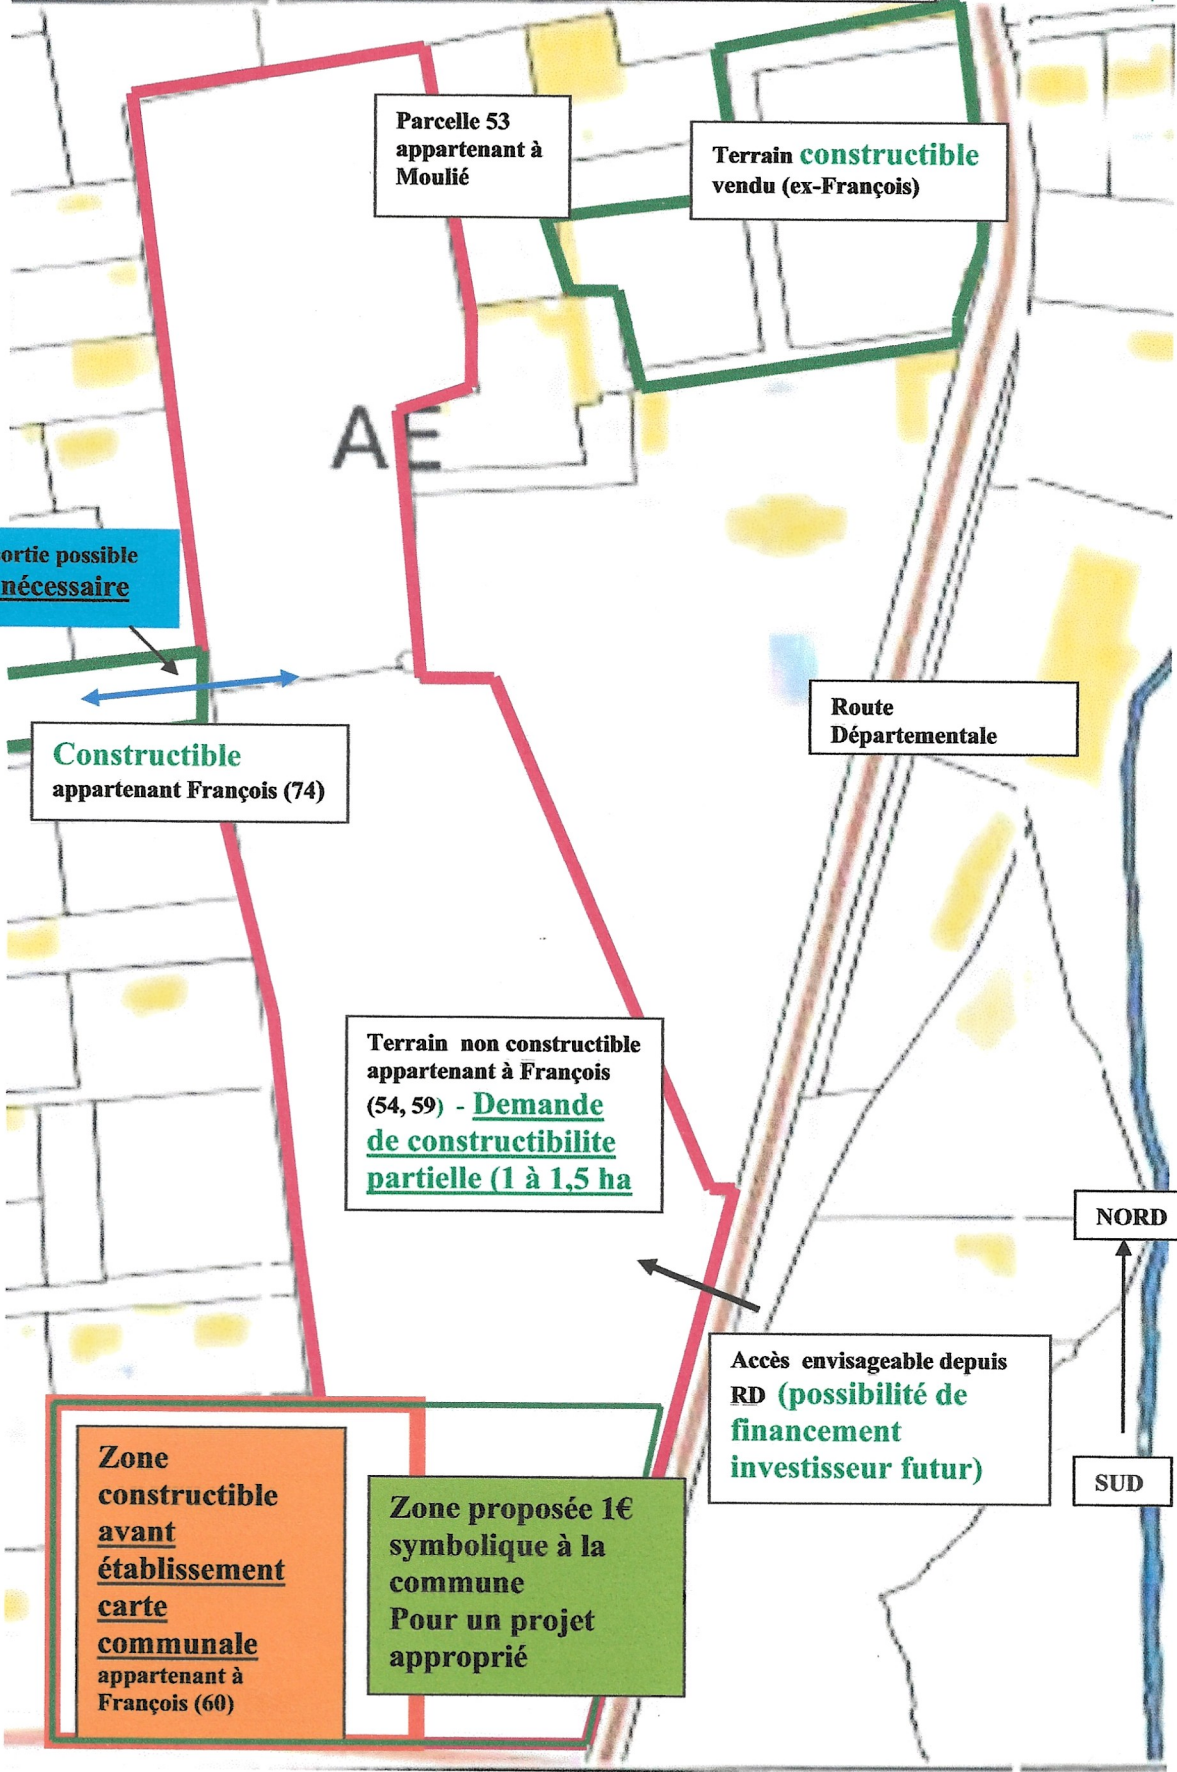 Parcelle 53
appartenant à
Moulié
Terrain constructible
vendu (ex-François)
AE
ortie possible
nécessaire
Constructible
appartenant François (74)
Route
Départementale
Terrain non constructible
appartenant à François
(54, 59) - Demande
de constructibilite
partielle (1 à 1,5 ha
NORD
Accès envisageable depuis
RD (possibilité de
financement
investisseur futur)
SUD
Zone
constructible
avant
établissement
carte
communale
appartenant à
François (60)
Zone proposée 1€
symbolique à la
commune
Pour un projet
approprié